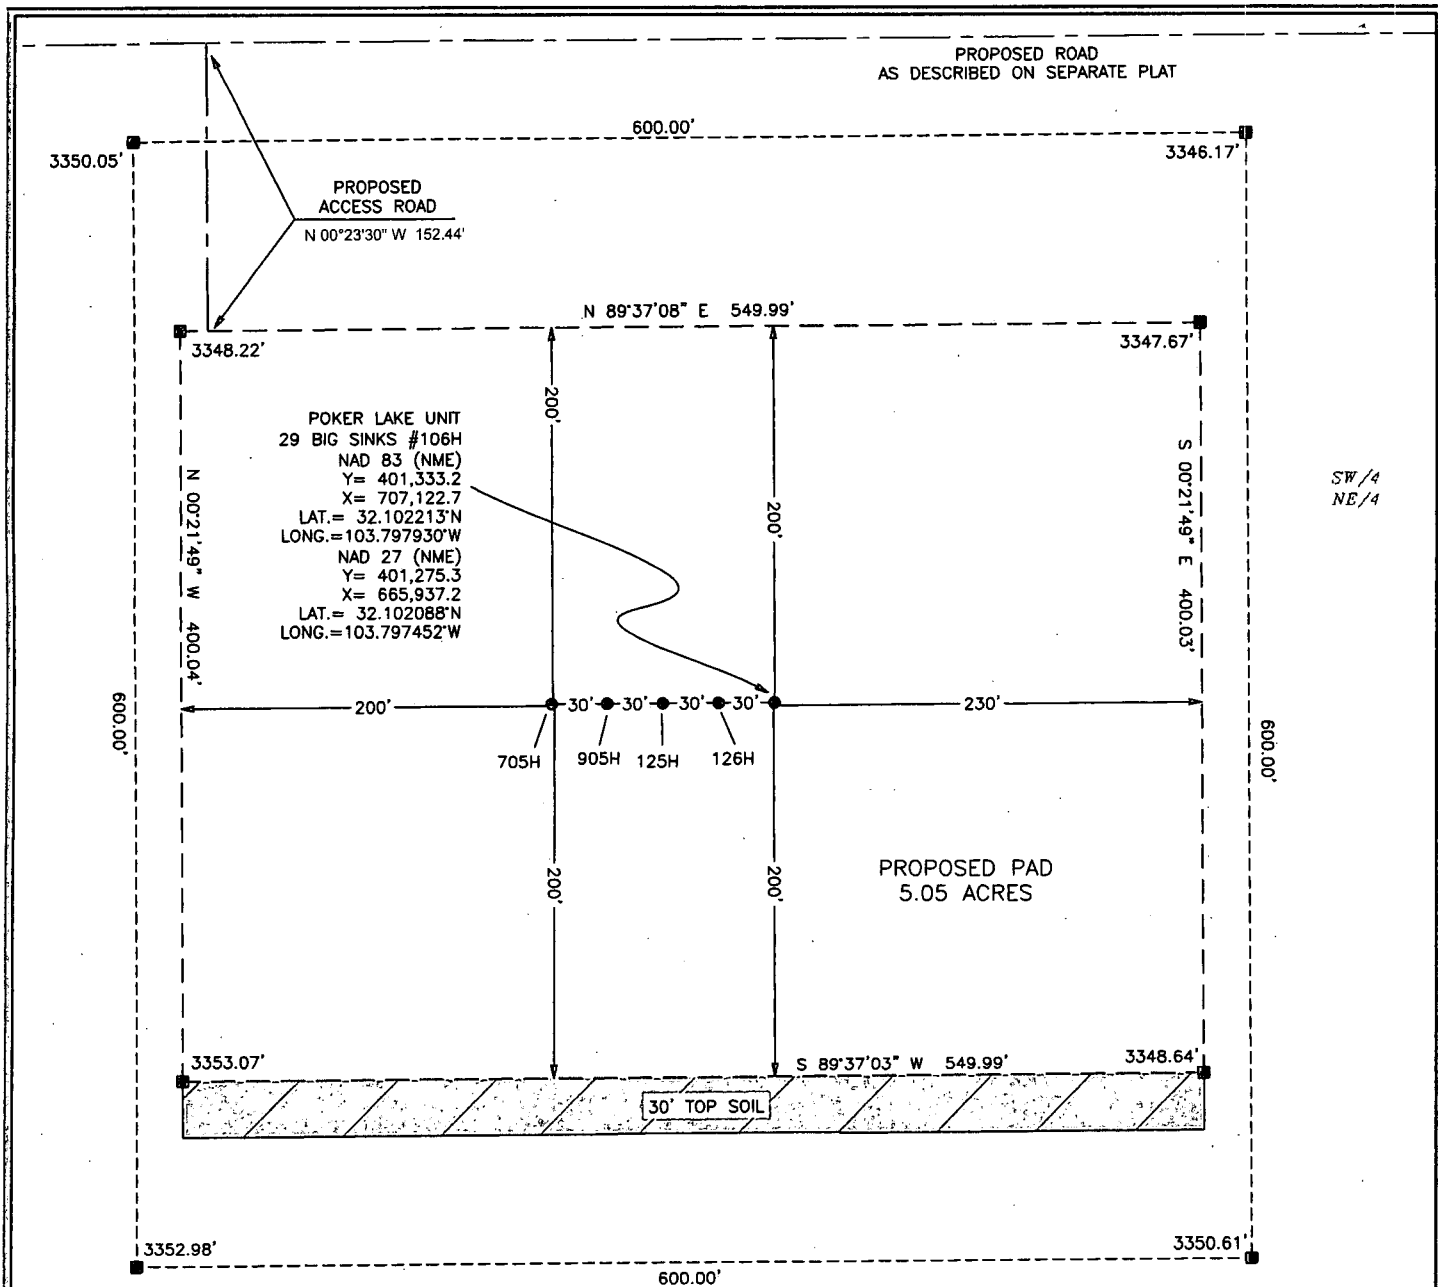 PROPOSED ROAD
AS DESCRIBED ON SEPARATE PLAT
600.00'
3350.05'
3346.17'
PROPOSED
ACCESS ROAD
N 00°23'30" W 152.44'
N 89°37'08" E 549.99'
3348.22'
3347.67'
200'
200'
POKER LAKE UNIT
29 BIG SINKS #106H
NAD 83 (NME)
Y= 401,333.2
X= 707,122.7
LAT.= 32.102213°N
LONG.=103.797930°W
NAD 27 (NME)
Y= 401,275.3
X= 665,937.2
LAT.= 32.102088°N
LONG.=103.797452°W
N 00°21'49" W 400.04'
S 00°21'49" E 400.03'
SW/4
NE/4
600.00'
200'
30'
30'
30'
30'
230'
600.00'
705H
905H
125H
126H
200'
200'
PROPOSED PAD
5.05 ACRES
3353.07'
S 89°37'03" W 549.99'
3348.64'
30' TOP SOIL
3352.98'
3350.61'
600.00'